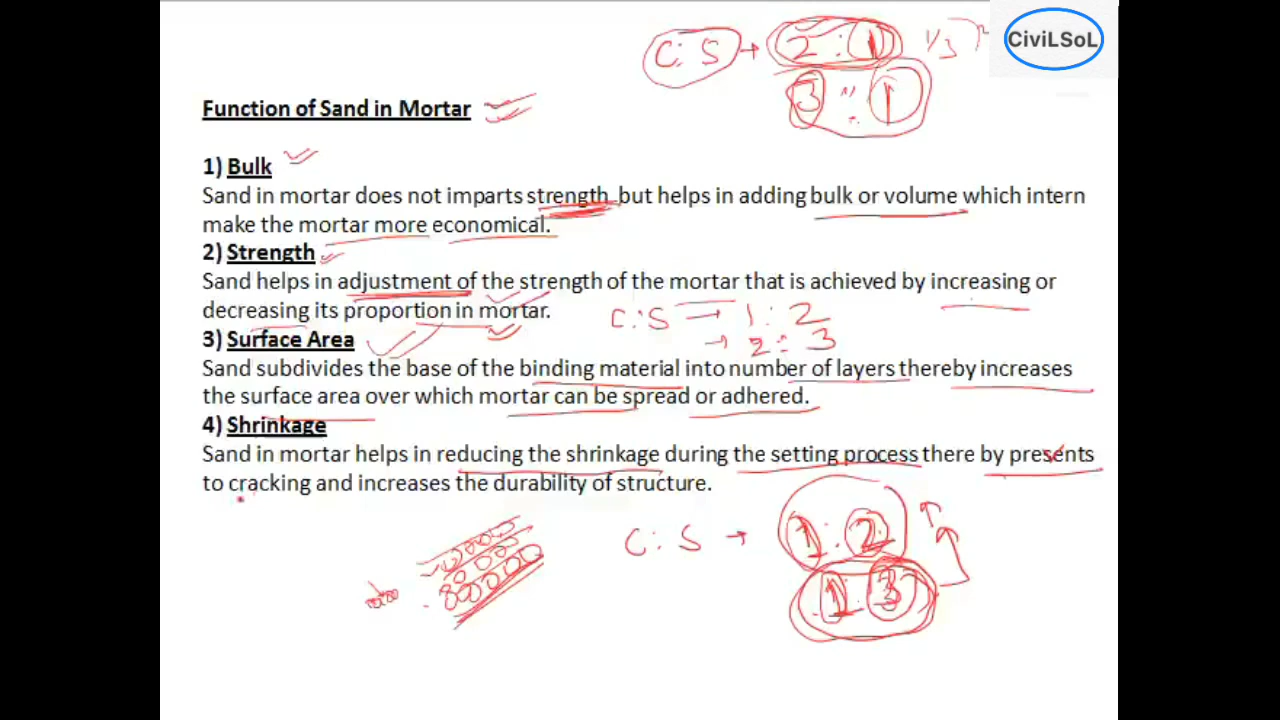 C: S → 2 : 1 1/3
CiviLSoL
3 : 1
Function of Sand in Mortar
1) Bulk
Sand in mortar does not imparts strength but helps in adding bulk or volume which intern
make the mortar more economical.
2) Strength
Sand helps in adjustment of the strength of the mortar that is achieved by increasing or
decreasing its proportion in mortar.
C:S → 1 : 2
→ 2 : 3
3) Surface Area
Sand subdivides the base of the binding material into number of layers thereby increases
the surface area over which mortar can be spread or adhered.
4) Shrinkage
Sand in mortar helps in reducing the shrinkage during the setting process there by presents
to cracking and increases the durability of structure.
C: S → 1 : 2
1 : 3